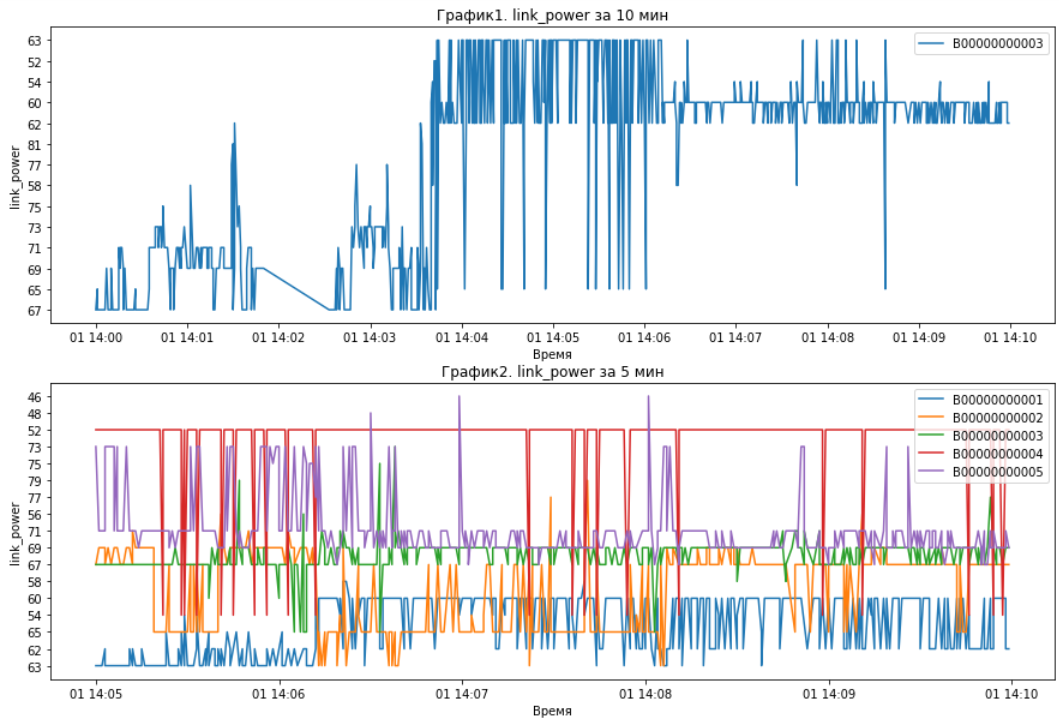 График1. link_power за 10 мин
63
52
54
60
62
81
77
58
75
73
71
69
65
67
link_power
B00000000003
01 14:00 01 14:01 01 14:02 01 14:03 01 14:04 01 14:05 01 14:06 01 14:07 01 14:08 01 14:09 01 14:10
Время
График2. link_power за 5 мин
46
48
52
73
75
79
77
56
71
69
67
58
60
54
65
62
63
link_power
B00000000001
B00000000002
B00000000003
B00000000004
B00000000005
01 14:05 01 14:06 01 14:07 01 14:08 01 14:09 01 14:10
Время